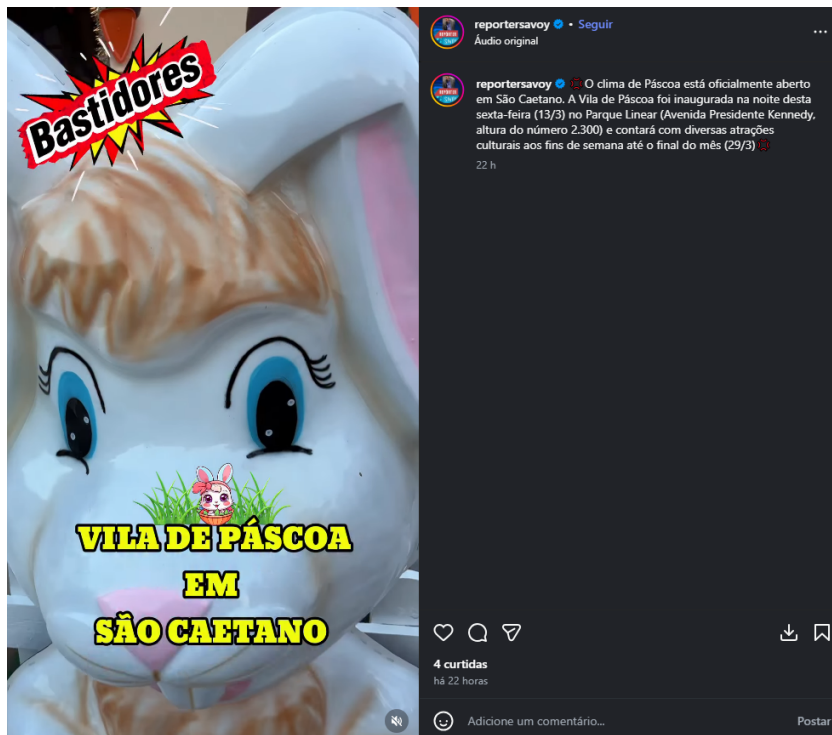 Bastidores
VILA DE PÁSCOA
EM
SÃO CAETANO
reportersavoy • Seguir
Áudio original
reportersavoy O clima de Páscoa está oficialmente aberto
em São Caetano. A Vila de Páscoa foi inaugurada na noite desta
sexta-feira (13/3) no Parque Linear (Avenida Presidente Kennedy,
altura do número 2.300) e contará com diversas atrações
culturais aos fins de semana até o final do mês (29/3)
22 h
4 curtidas
há 22 horas
Adicione um comentário...
Postar